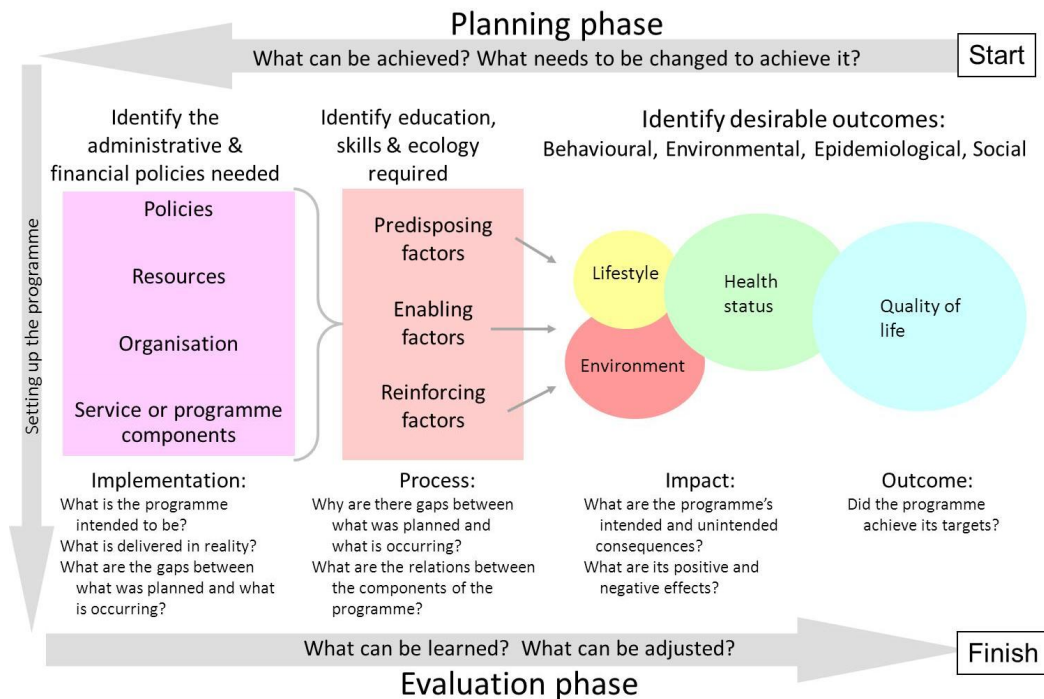 Planning phase
What can be achieved? What needs to be changed to achieve it?
Start
Setting up the programme
Identify the
administrative &
financial policies needed
Policies
Resources
Organisation
Service or programme
components
Identify education,
skills & ecology
required
Predisposing
factors
Enabling
factors
Reinforcing
factors
Identify desirable outcomes:
Behavioural, Environmental, Epidemiological, Social
Lifestyle
Environment
Health
status
Quality of
life
Implementation:
What is the programme
intended to be?
What is delivered in reality?
What are the gaps between
what was planned and what
is occurring?
Process:
Why are there gaps between
what was planned and
what is occurring?
What are the relations between
the components of the
programme?
Impact:
What are the programme’s
intended and unintended
consequences?
What are its positive and
negative effects?
Outcome:
Did the programme
achieve its targets?
What can be learned? What can be adjusted?
Finish
Evaluation phase